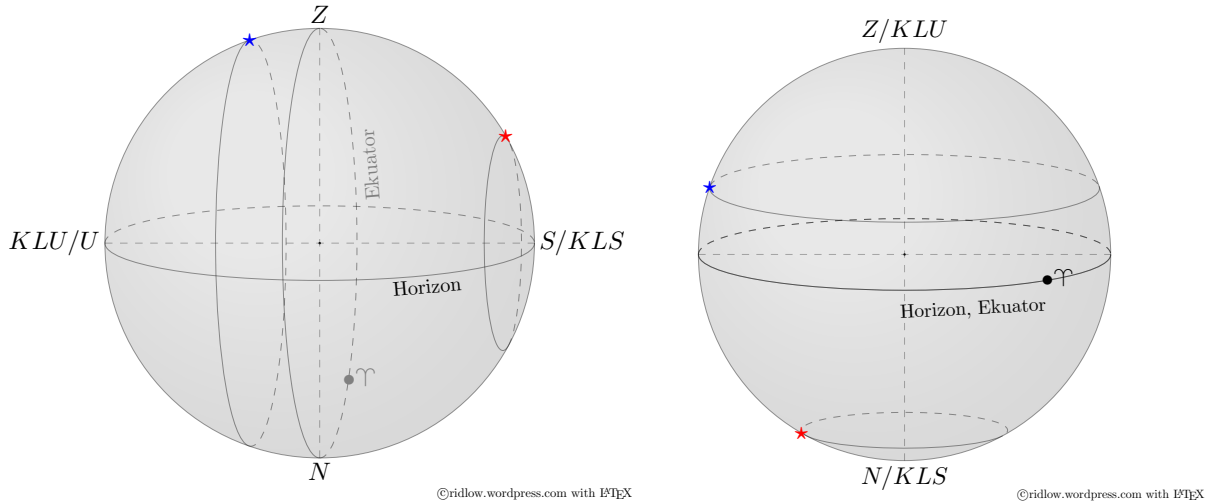 Z
Ekuator
KLU/U
S/KLS
Horizon
♈
N
©ridlow.wordpress.com with LATEX
Z/KLU
♈
Horizon, Ekuator
N/KLS
©ridlow.wordpress.com with LATEX